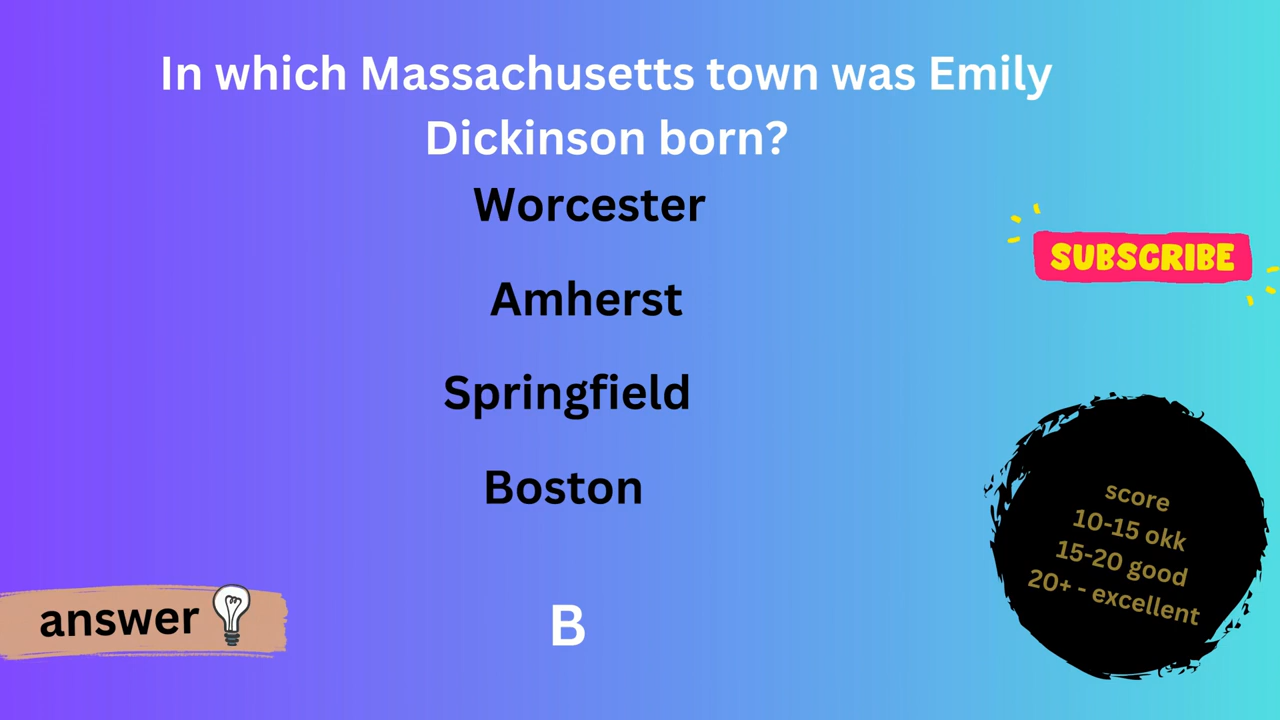 In which Massachusetts town was Emily
Dickinson born?
Worcester
Amherst
Springfield
Boston
SUBSCRIBE
score
10-15 okk
15-20 good
20+ - excellent
answer
B